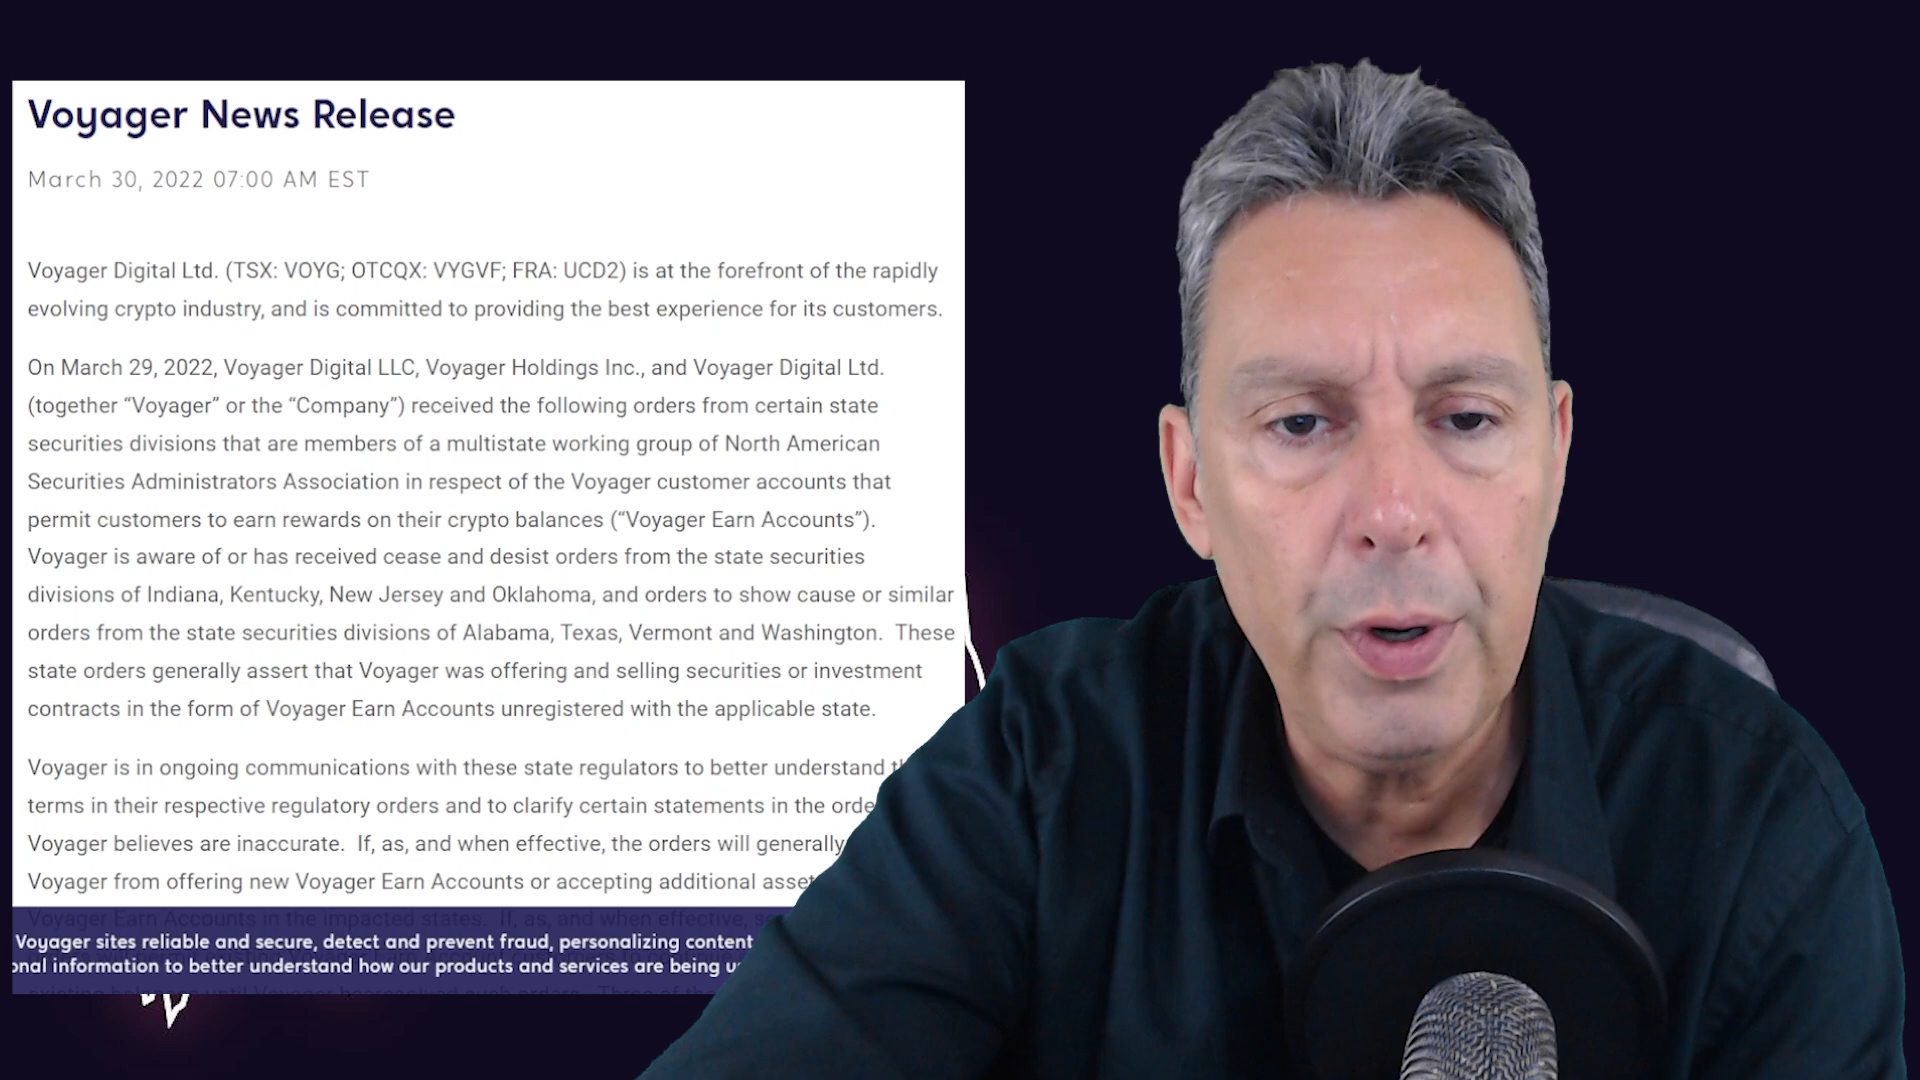 Voyager News Release
March 30, 2022 07:00 AM EST
Voyager Digital Ltd. (TSX: VOYG; OTCQX: VYGVF; FRA: UCD2) is at the forefront of the rapidly
evolving crypto industry, and is committed to providing the best experience for its customers.
On March 29, 2022, Voyager Digital LLC, Voyager Holdings Inc., and Voyager Digital Ltd.
(together “Voyager” or the “Company”) received the following orders from certain state
securities divisions that are members of a multistate working group of North American
Securities Administrators Association in respect of the Voyager customer accounts that
permit customers to earn rewards on their crypto balances (“Voyager Earn Accounts”).
Voyager is aware of or has received cease and desist orders from the state securities
divisions of Indiana, Kentucky, New Jersey and Oklahoma, and orders to show cause or similar
orders from the state securities divisions of Alabama, Texas, Vermont and Washington.  These
state orders generally assert that Voyager was offering and selling securities or investment
contracts in the form of Voyager Earn Accounts unregistered with the applicable state.
Voyager is in ongoing communications with these state regulators to better understand
terms in their respective regulatory orders and to clarify certain statements in the
Voyager believes are inaccurate.  If, as, and when effective, the orders will generally
Voyager from offering new Voyager Earn Accounts or accepting additional
Voyager Earn Accounts in the impacted states.  If, as, and when effective,
Voyager sites reliable and secure, detect and prevent fraud, personalizing content
information to better understand how our products and services are being